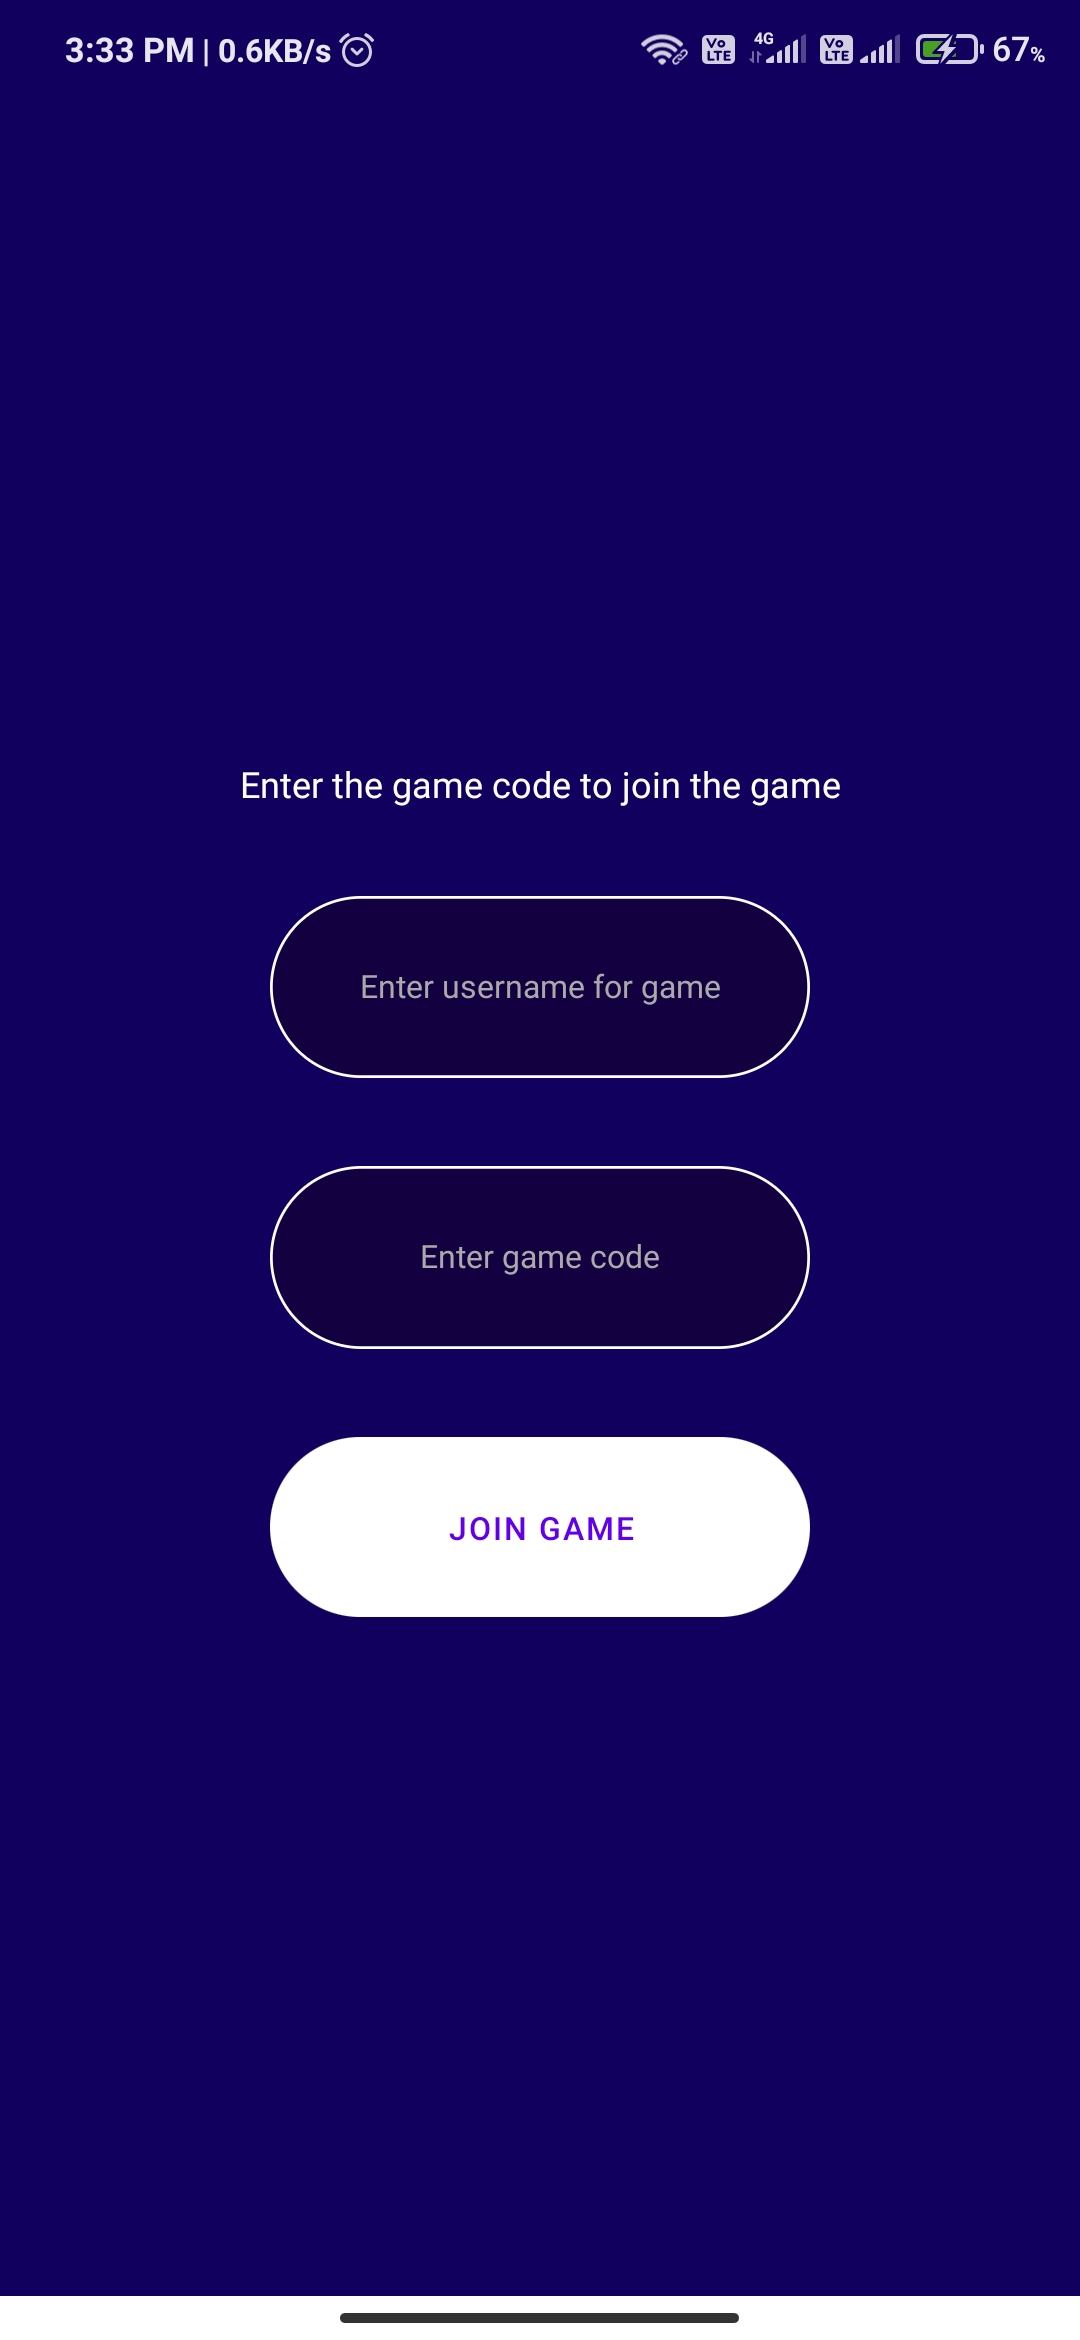 3:33 PM | 0.6KB/s Vo LTE 4G Vo LTE 67%
Enter the game code to join the game
Enter username for game
Enter game code
JOIN GAME